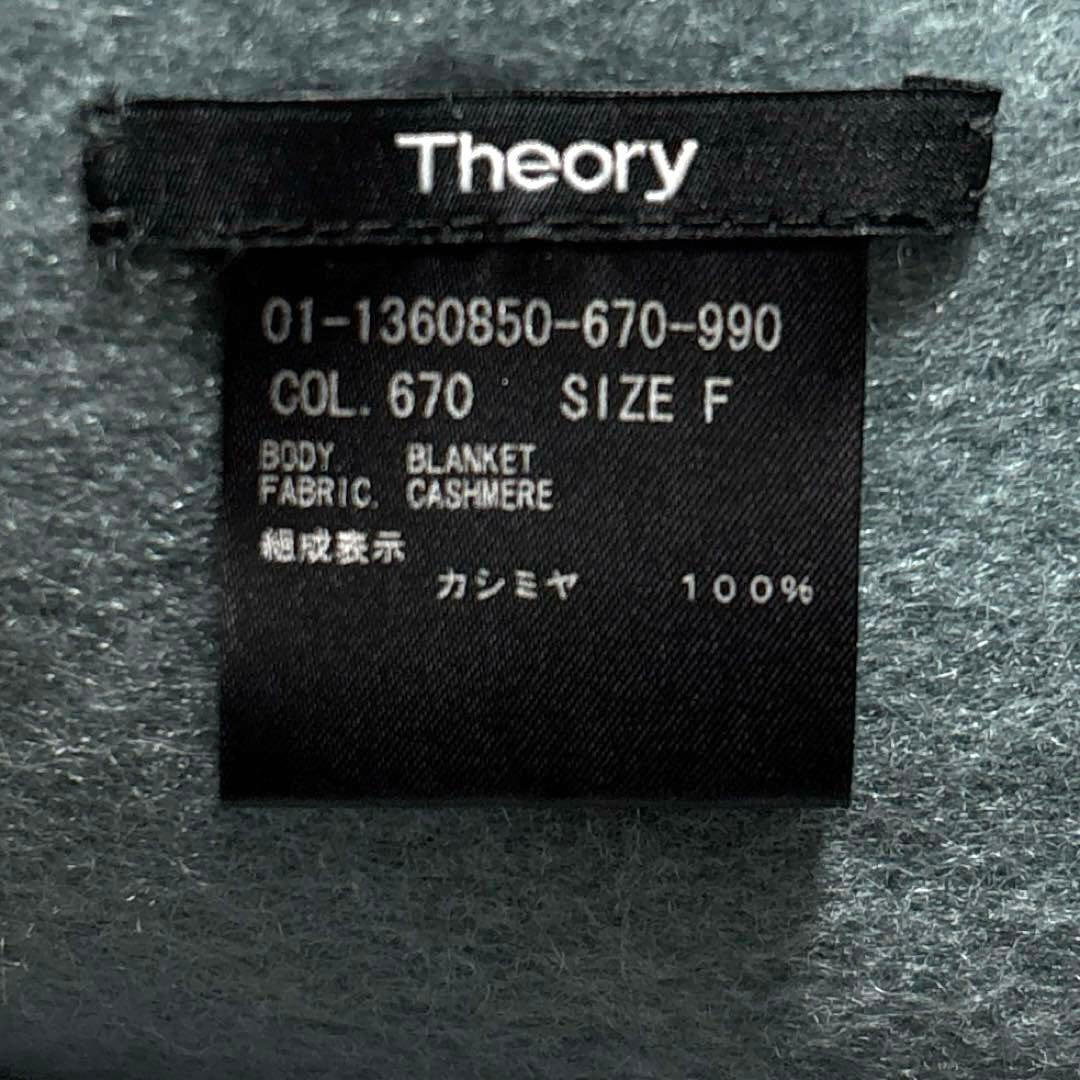 Theory
01-1360850-670-990
COL. 670 SIZE F
BODY. BLANKET
FABRIC. CASHMERE
組成表示
カシミヤ 100%